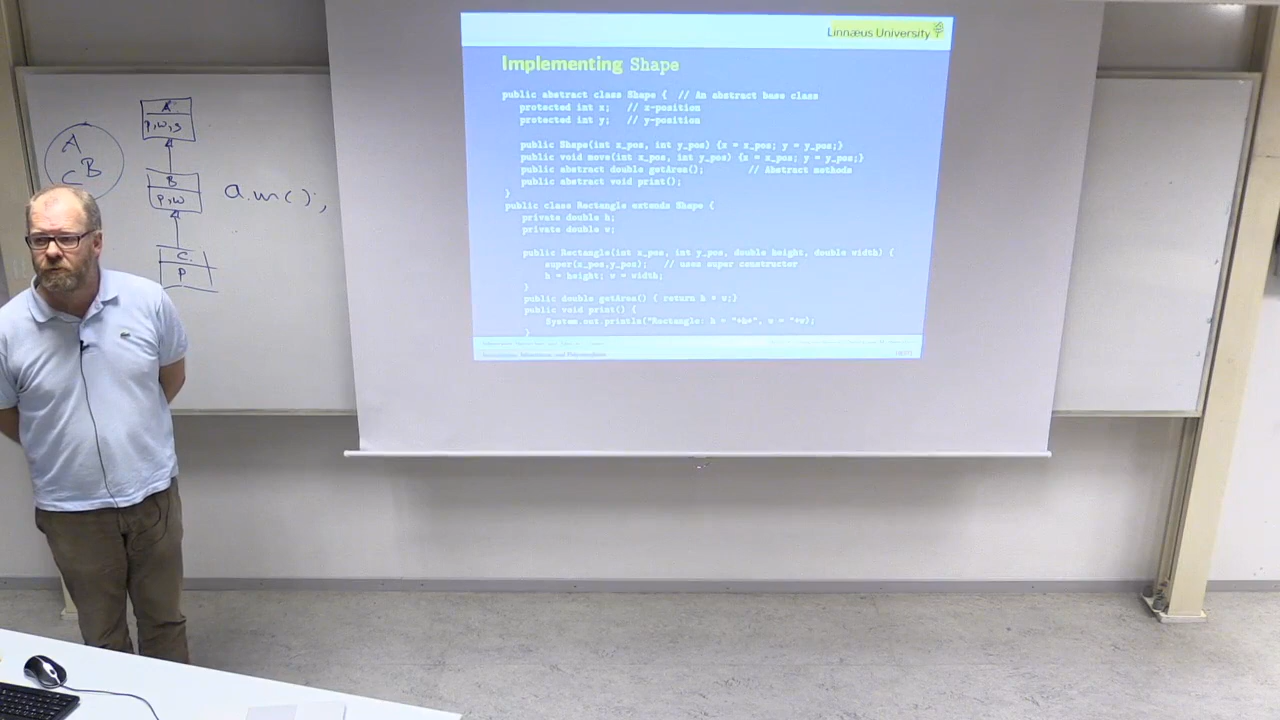 Linnæus University
Implementing Shape
public abstract class Shape { // An abstract base class
protected int x; // x-position
protected int y; // y-position
public Shape(int x_pos, int y_pos) {x = x_pos; y = y_pos;}
public void move(int x_pos, int y_pos) {x = x_pos; y = y_pos;}
public abstract double getArea(); // Abstract methods
public abstract void print();
}
public class Rectangle extends Shape {
private double h;
private double w;
public Rectangle(int x_pos, int y_pos, double height, double width) {
super(x_pos,y_pos); // uses super constructor
h = height; w = width;
}
public double getArea() { return h * w;}
public void print() {
System.out.println("Rectangle: h = "+h+", w = "+w);
}
A
B
C
A
p,w,s
B
p,w
C
p
a.m();